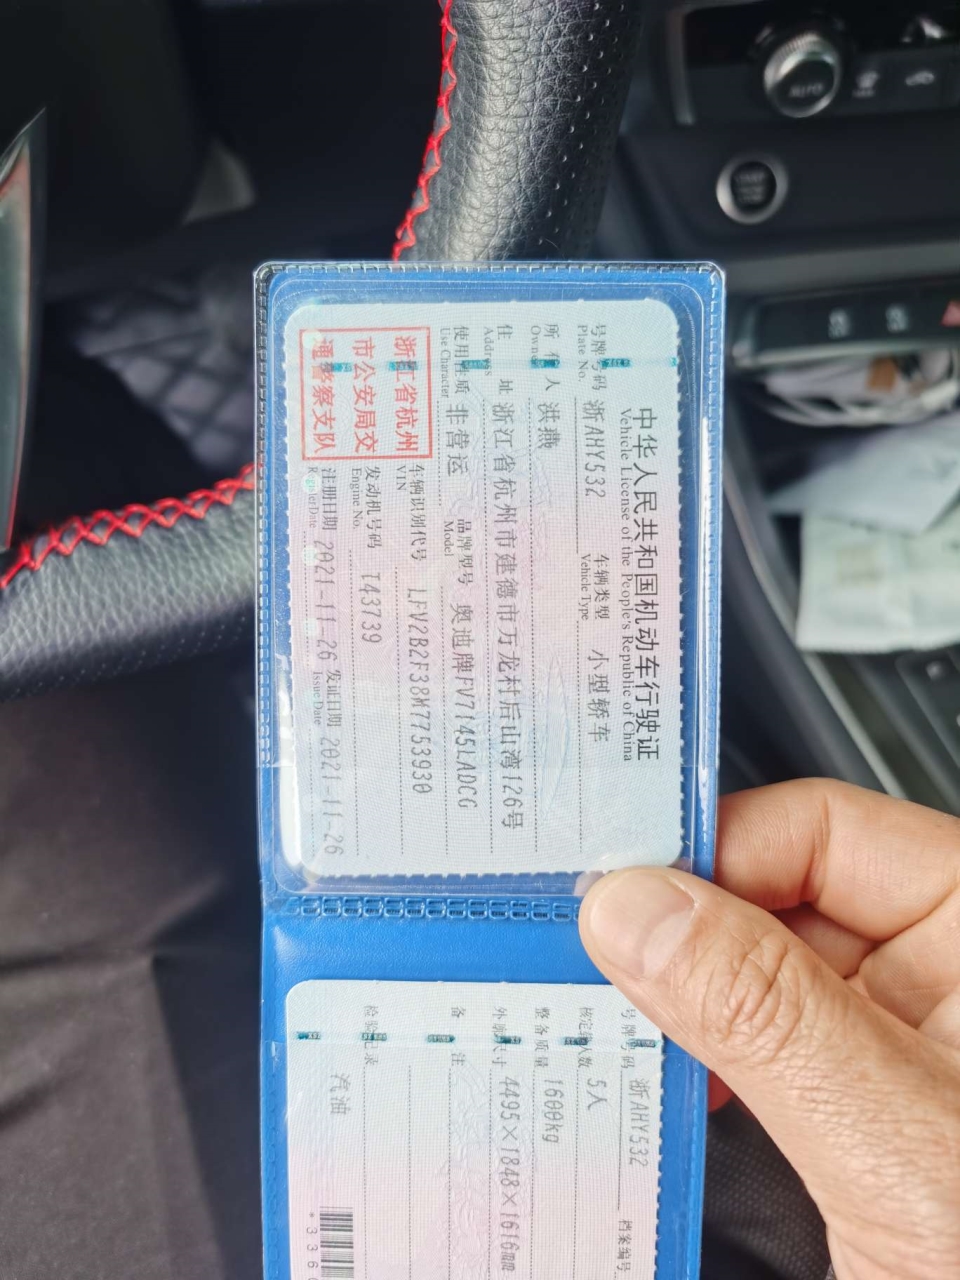 中华人民共和国机动车行驶证
Vehicle License of the People's Republic of China
号牌号码 浙AHY532 车辆类型 小型轿车
Plate No. Vehicle Type
所有人 洪燕
Owner
住址 浙江省杭州市建德市万龙村后山湾126号
Address
使用性质 非营运 品牌型号 奥迪牌FV7145LADCG
Use Character Model
浙江省杭州
市公安局交
通警察支队
车辆识别代号 LFV2B2F38M7753930
VIN
发动机号码 T43739
Engine No.
注册日期 2021-11-26 发证日期 2021-11-26
Register Date Issue Date
号牌号码 浙AHY532 档案编号
核定载人数 5人
整备质量 1600kg
外廓尺寸 4495×1848×1616mm
备注
检验记录
汽油
AUTO